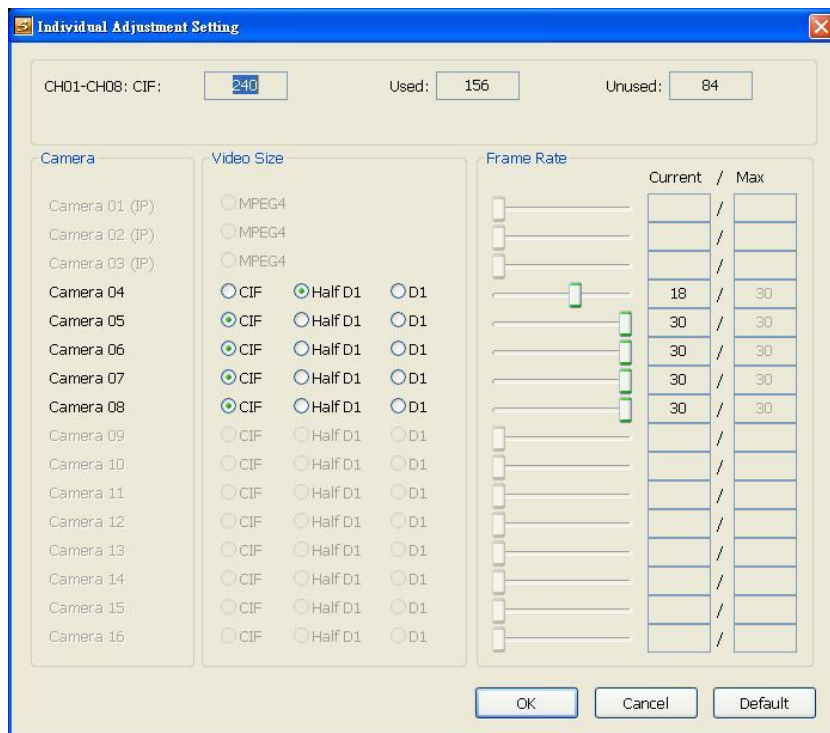 Individual Adjustment Setting
CH01-CH08: CIF: 240 Used: 156 Unused: 84
Camera Video Size Frame Rate
Current / Max
Camera 01 (IP) MPEG4 /
Camera 02 (IP) MPEG4 /
Camera 03 (IP) MPEG4 /
Camera 04 CIF Half D1 D1 18 / 30
Camera 05 CIF Half D1 D1 30 / 30
Camera 06 CIF Half D1 D1 30 / 30
Camera 07 CIF Half D1 D1 30 / 30
Camera 08 CIF Half D1 D1 30 / 30
Camera 09 CIF Half D1 D1 /
Camera 10 CIF Half D1 D1 /
Camera 11 CIF Half D1 D1 /
Camera 12 CIF Half D1 D1 /
Camera 13 CIF Half D1 D1 /
Camera 14 CIF Half D1 D1 /
Camera 15 CIF Half D1 D1 /
Camera 16 CIF Half D1 D1 /
OK Cancel Default